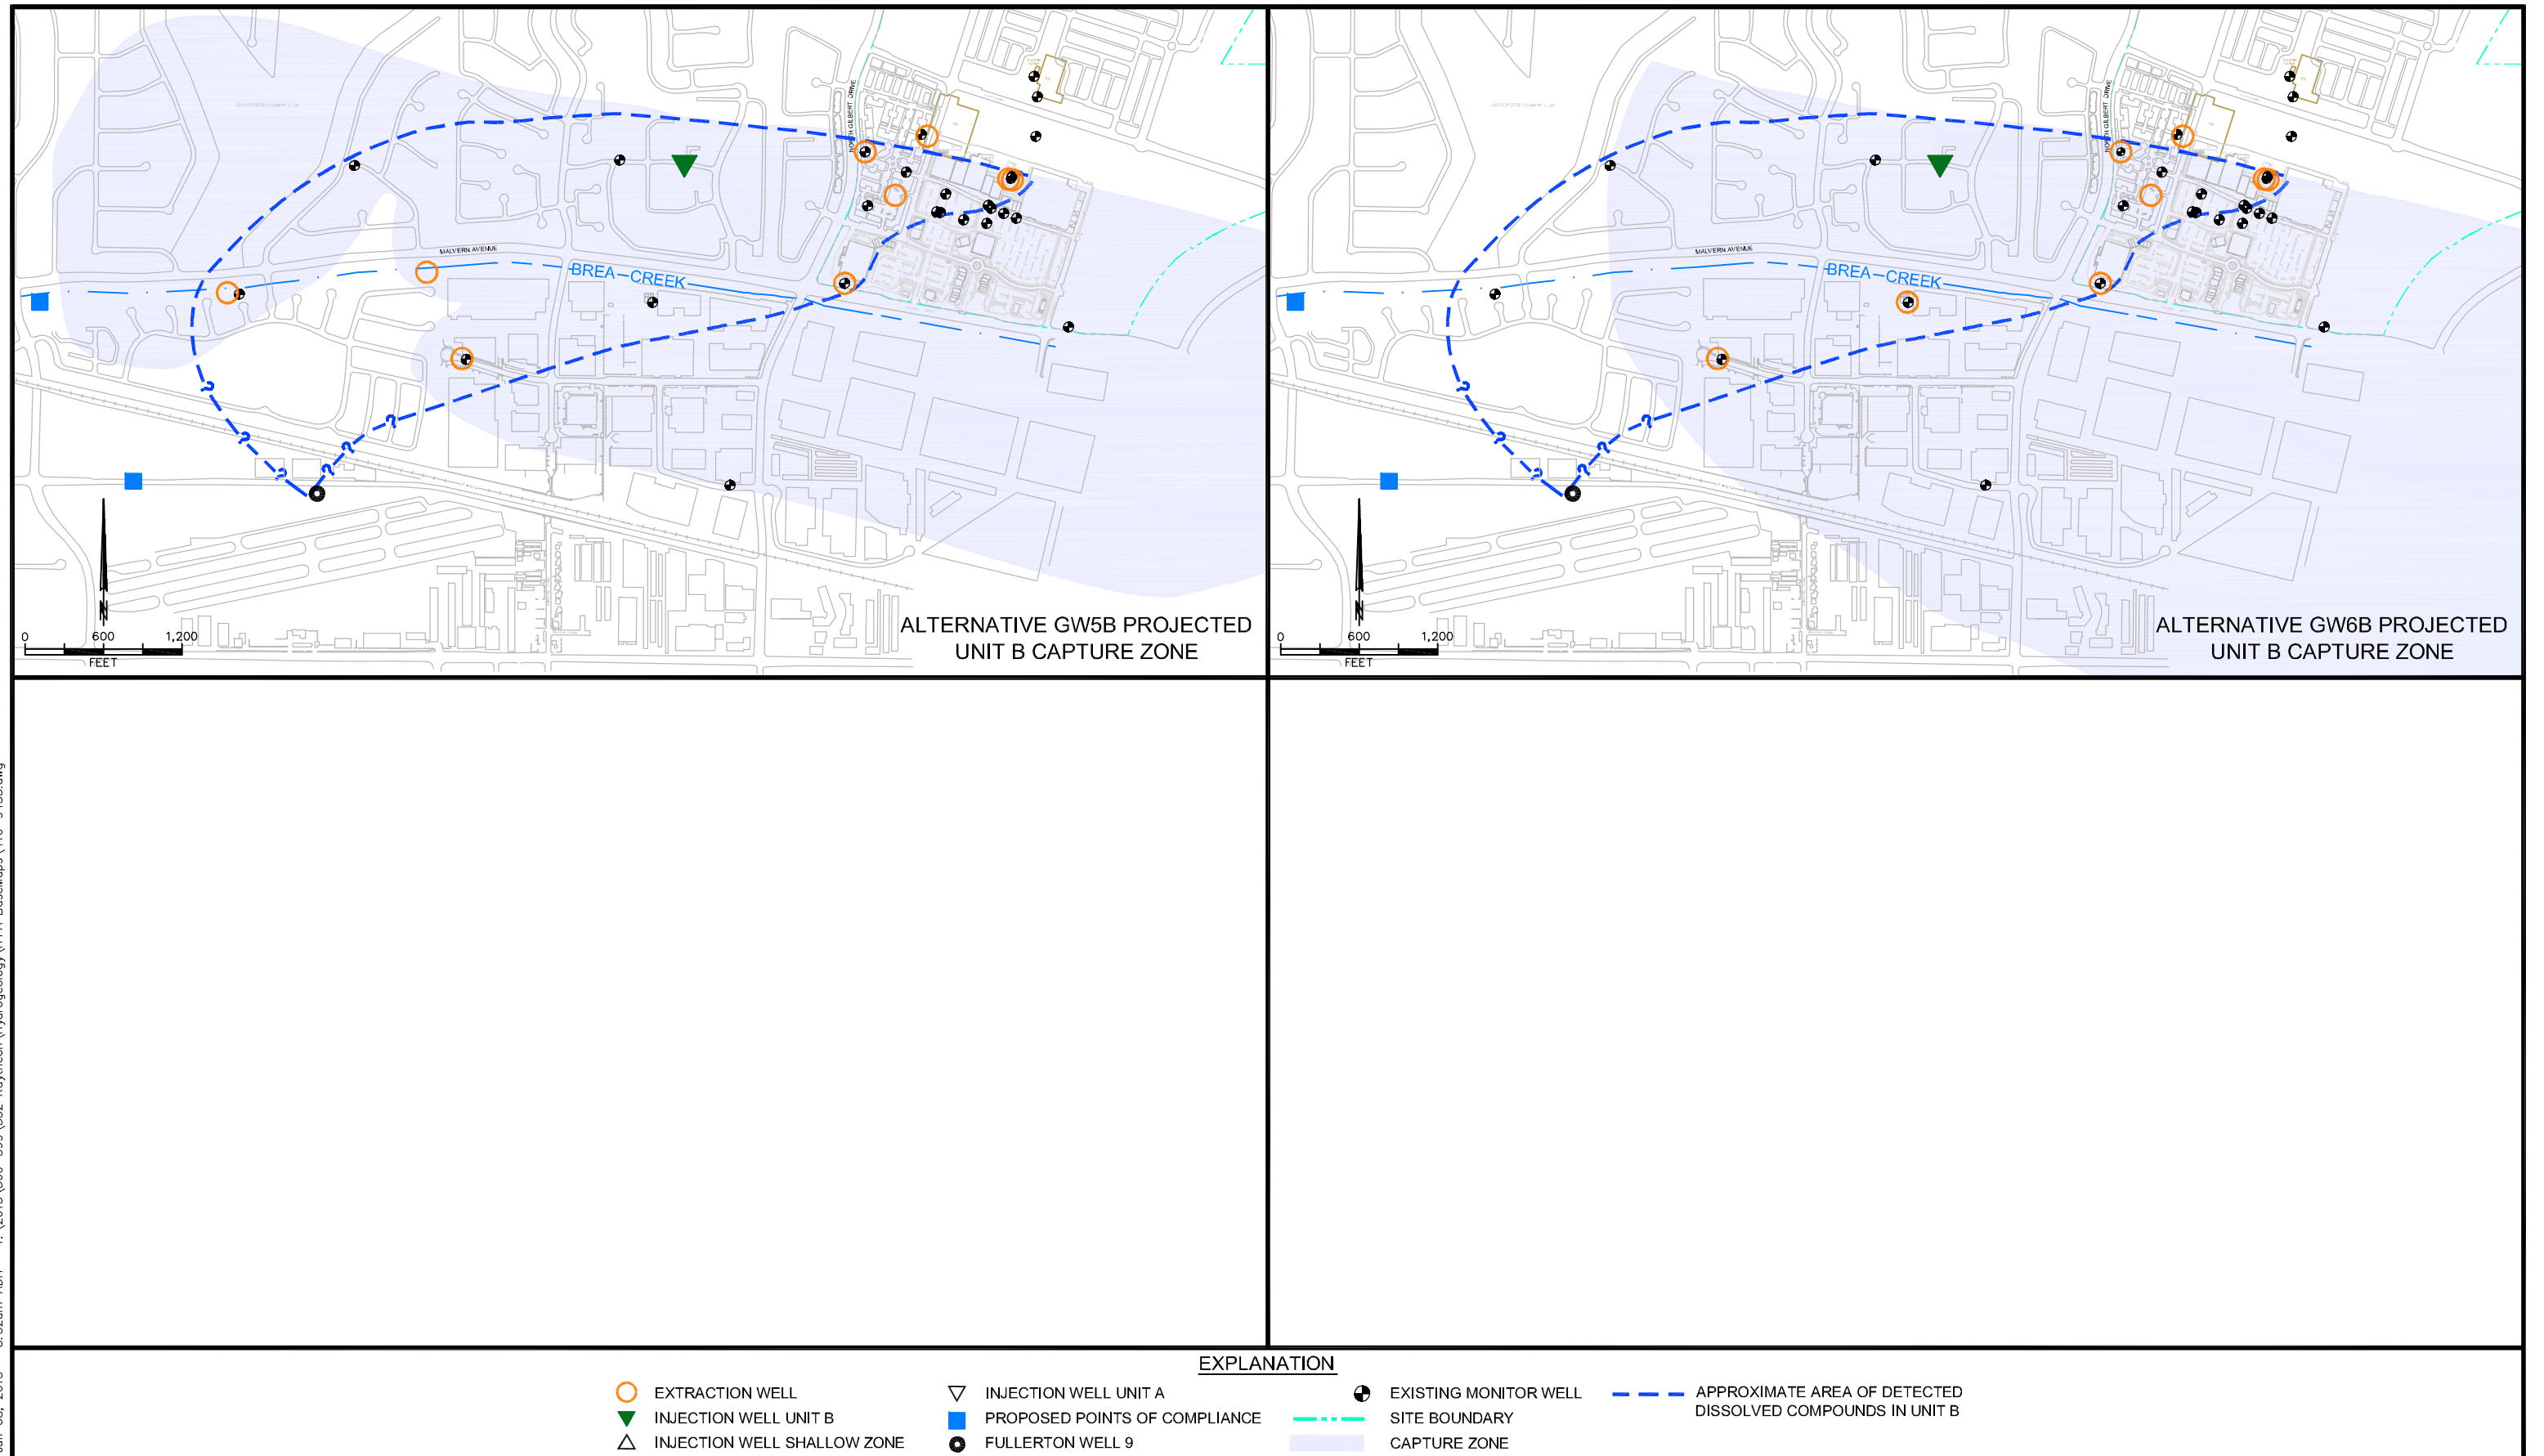 NORTH GILBERT DRIVE
MALVERN AVENUE
BREA-CREEK
0 600 1,200
FEET
N
ALTERNATIVE GW5B PROJECTED
UNIT B CAPTURE ZONE
NORTH GILBERT DRIVE
MALVERN AVENUE
BREA-CREEK
0 600 1,200
FEET
N
ALTERNATIVE GW6B PROJECTED
UNIT B CAPTURE ZONE
EXPLANATION
EXTRACTION WELL
INJECTION WELL UNIT B
INJECTION WELL SHALLOW ZONE
INJECTION WELL UNIT A
PROPOSED POINTS OF COMPLIANCE
FULLERTON WELL 9
EXISTING MONITOR WELL
SITE BOUNDARY
CAPTURE ZONE
APPROXIMATE AREA OF DETECTED
DISSOLVED COMPOUNDS IN UNIT B